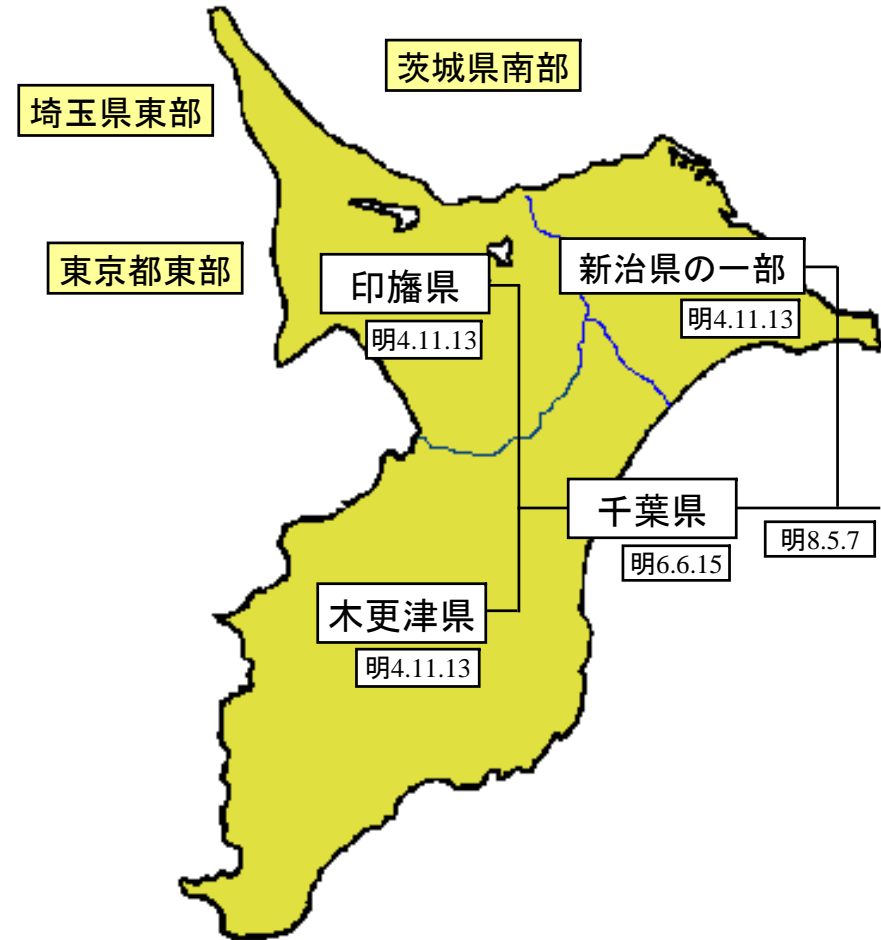 茨城県南部
埼玉県東部
東京都東部
印旛県
明4.11.13
新治県の一部
明4.11.13
千葉県
明6.6.15
明8.5.7
木更津県
明4.11.13